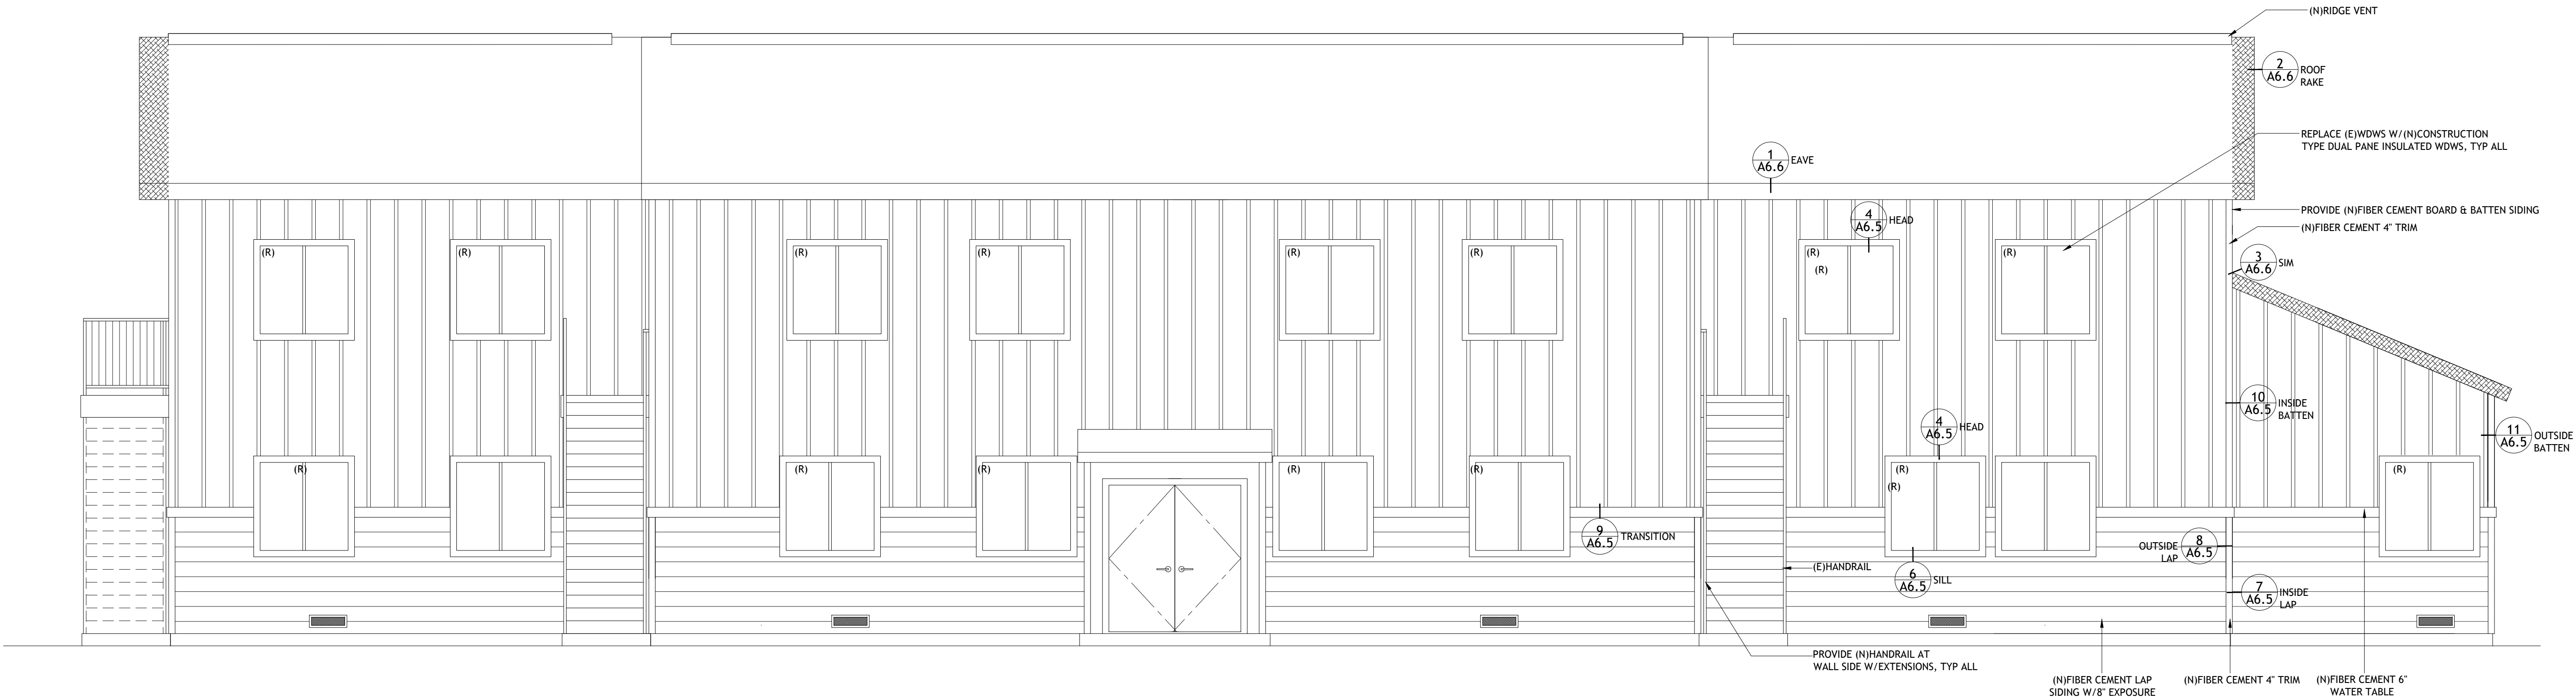 (N)RIDGE VENT
2
A6.6
ROOF
RAKE
REPLACE (E)WDWS W/(N)CONSTRUCTION
TYPE DUAL PANE INSULATED WDWS, TYP ALL
1
A6.6
EAVE
PROVIDE (N)FIBER CEMENT BOARD & BATTEN SIDING
4
A6.5
HEAD
(N)FIBER CEMENT 4" TRIM
(R)
(R)
(R)
(R)
(R)
(R)
(R)
(R)
(R)
3
A6.6
SIM
10
A6.5
INSIDE
BATTEN
4
A6.5
HEAD
11
A6.5
OUTSIDE
BATTEN
(R)
(R)
(R)
(R)
(R)
(R)
(R)
(R)
9
A6.5
TRANSITION
OUTSIDE
LAP
8
A6.5
(E)HANDRAIL
6
A6.5
SILL
7
A6.5
INSIDE
LAP
PROVIDE (N)HANDRAIL AT
WALL SIDE W/EXTENSIONS, TYP ALL
(N)FIBER CEMENT LAP
SIDING W/8" EXPOSURE
(N)FIBER CEMENT 4" TRIM
(N)FIBER CEMENT 6"
WATER TABLE